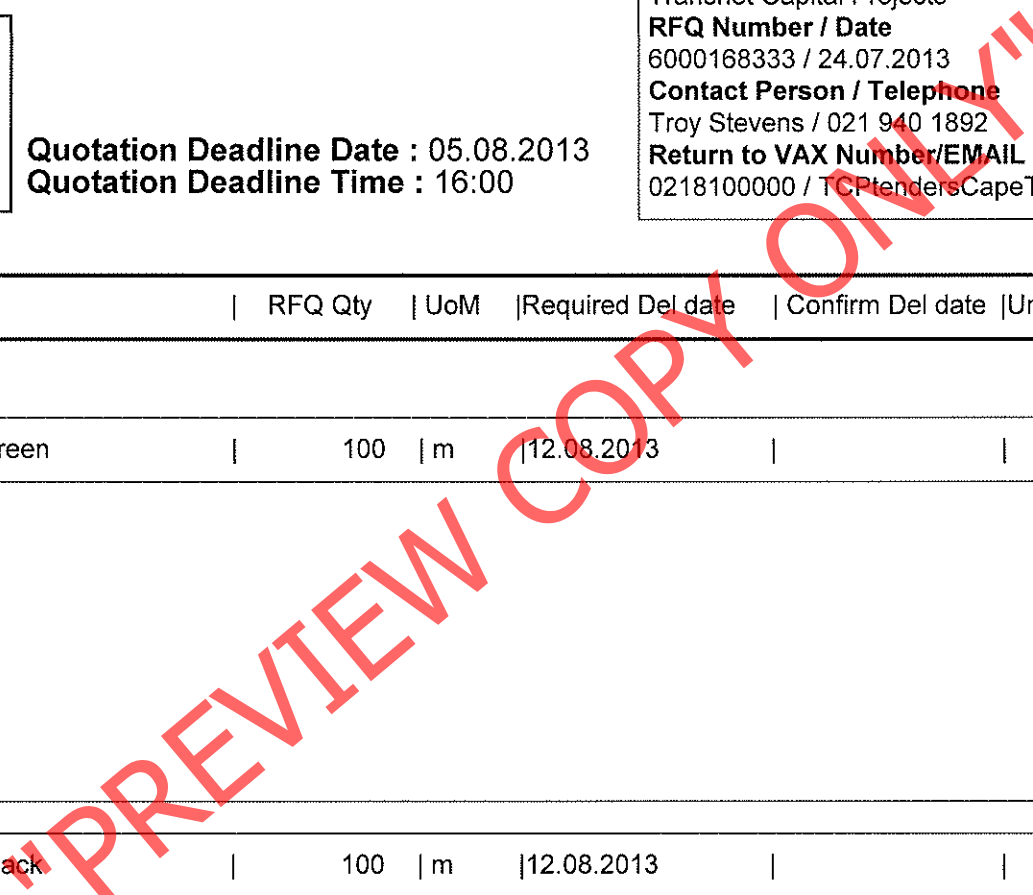 Transnet Capital Projects
RFQ Number / Date
6000168333 / 24.07.2013
Contact Person / Telephone
Troy Stevens / 021 940 1892
Return to VAX Number/EMAIL
0218100000 / TCPtendersCapeT
Quotation Deadline Date : 05.08.2013
Quotation Deadline Time : 16:00
| RFQ Qty | UoM |Required Del date | Confirm Del date |Un
reen | 100 | m |12.08.2013 | |
ack | 100 | m |12.08.2013 | |
"PREVIEW COPY ONLY"